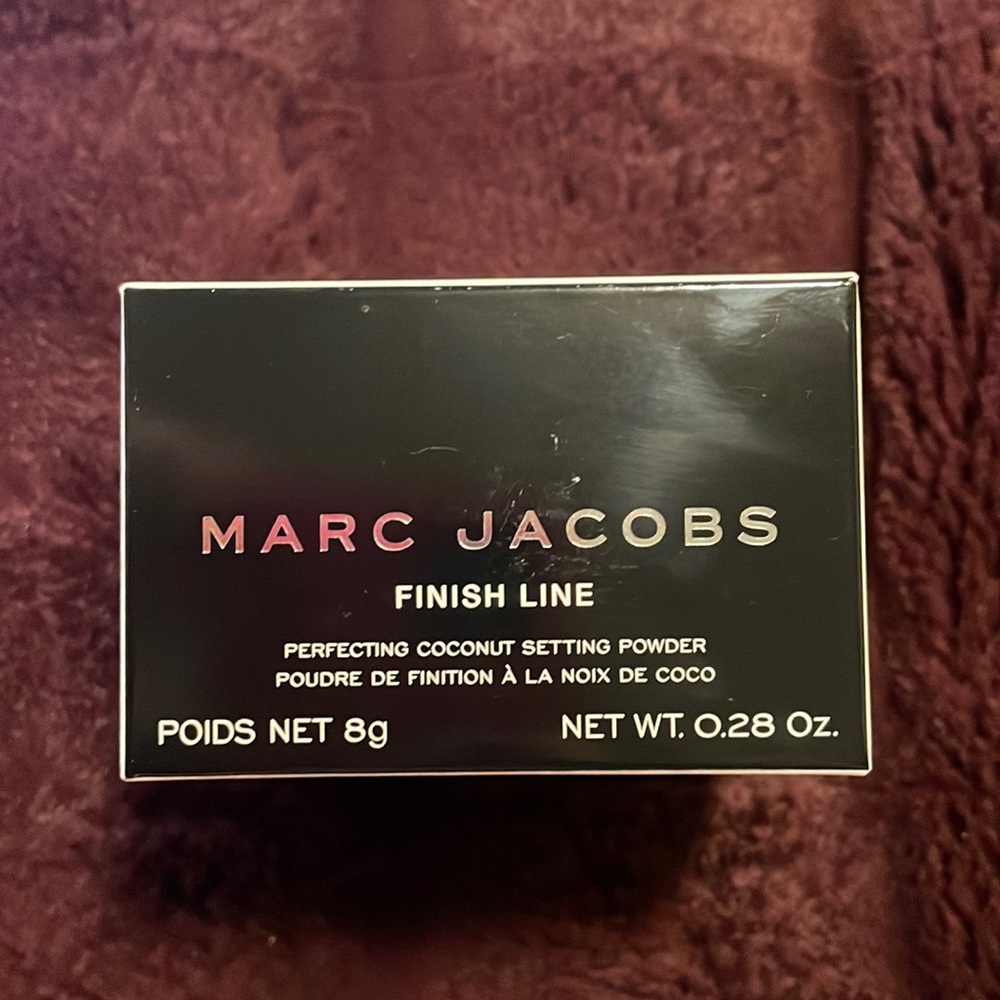 MARC JACOBS
FINISH LINE
PERFECTING COCONUT SETTING POWDER
POUDRE DE FINITION À LA NOIX DE COCO
POIDS NET 8g NET WT. 0.28 Oz.